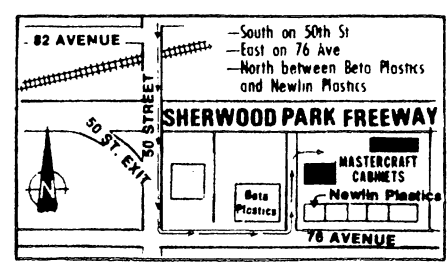 82 AVENUE
—South on 50th St
—East on 76 Ave
—North between Beta Plastics
and Newlin Plastics
50 STREET
SHERWOOD PARK FREEWAY
50 ST. EXIT
N
MASTERCRAFT
CABINETS
Beta
Plastics
Newlin Plastics
76 AVENUE